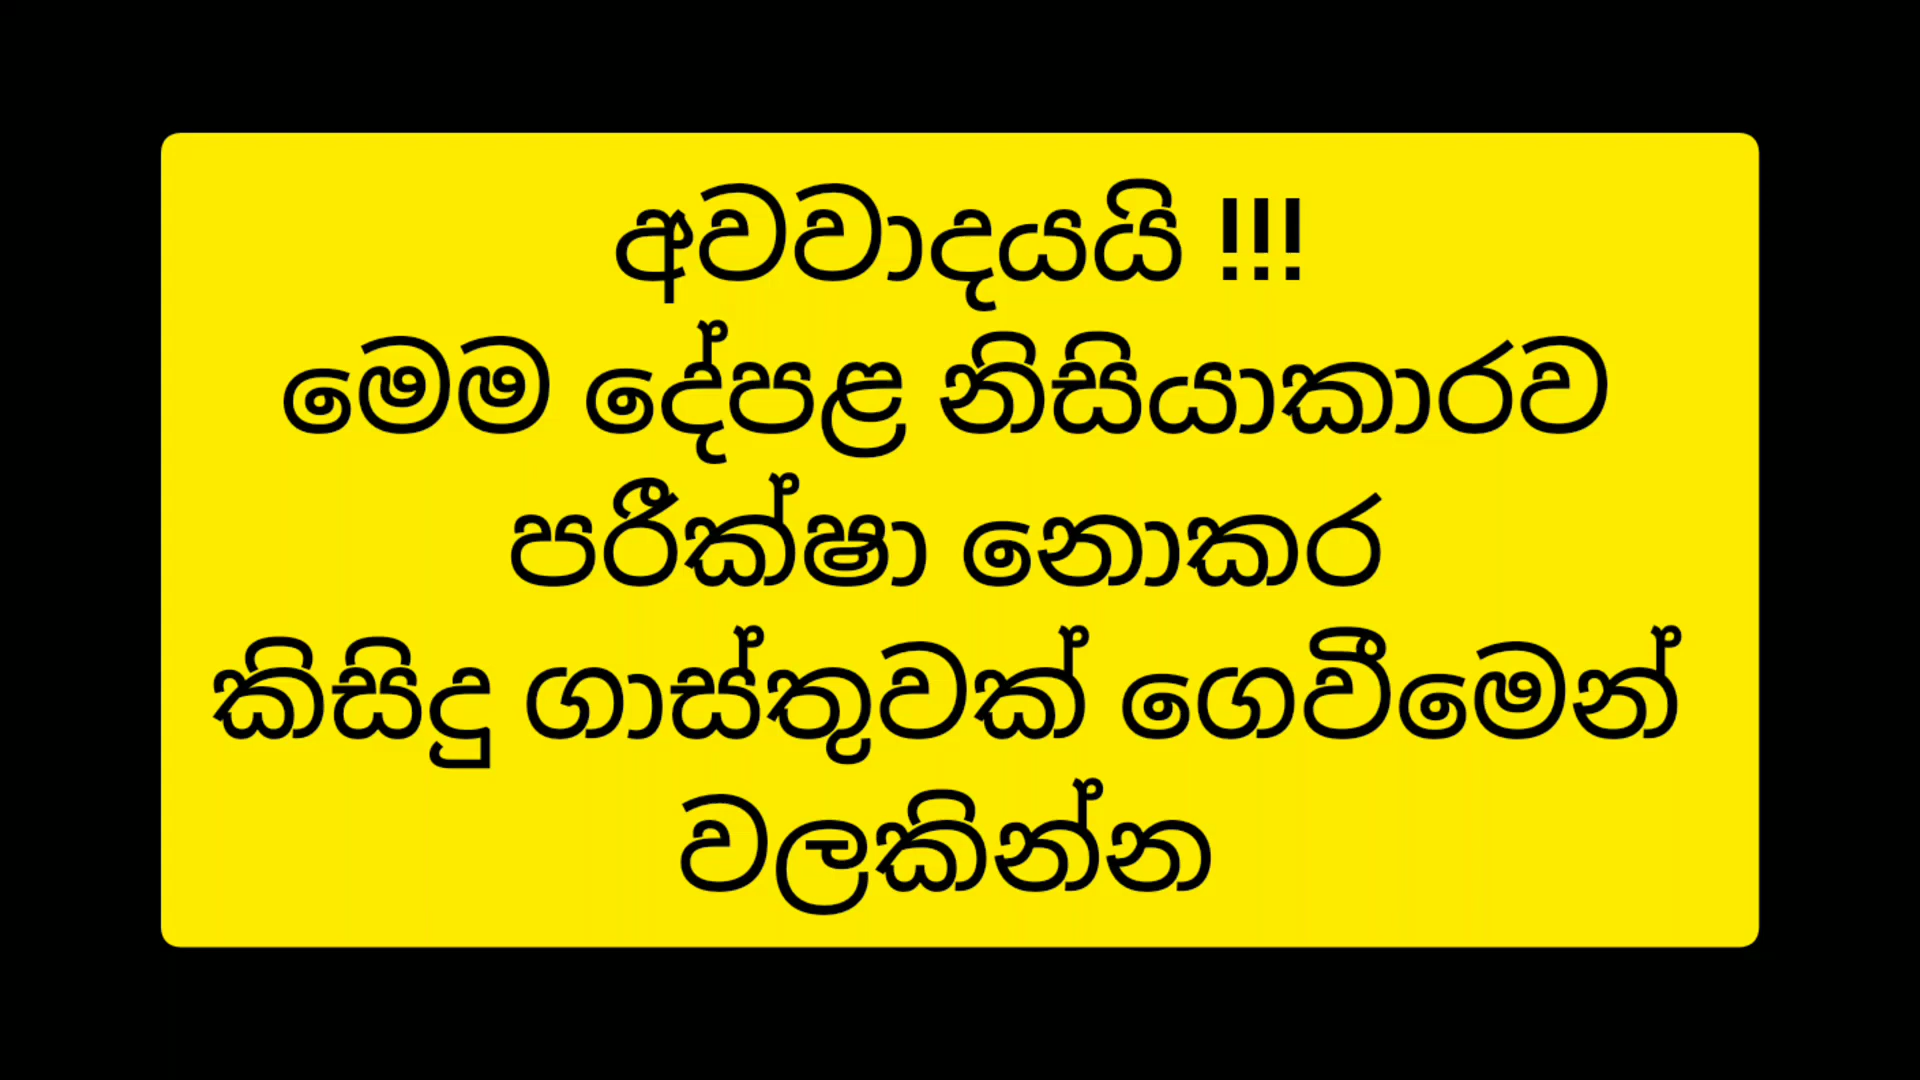 අවවාදයයි !!!
මෙම දේපළ නිසියාකාරව
පරීක්ෂා නොකර
කිසිදු ගාස්තුවක් ගෙවීමෙන්
වලකින්න